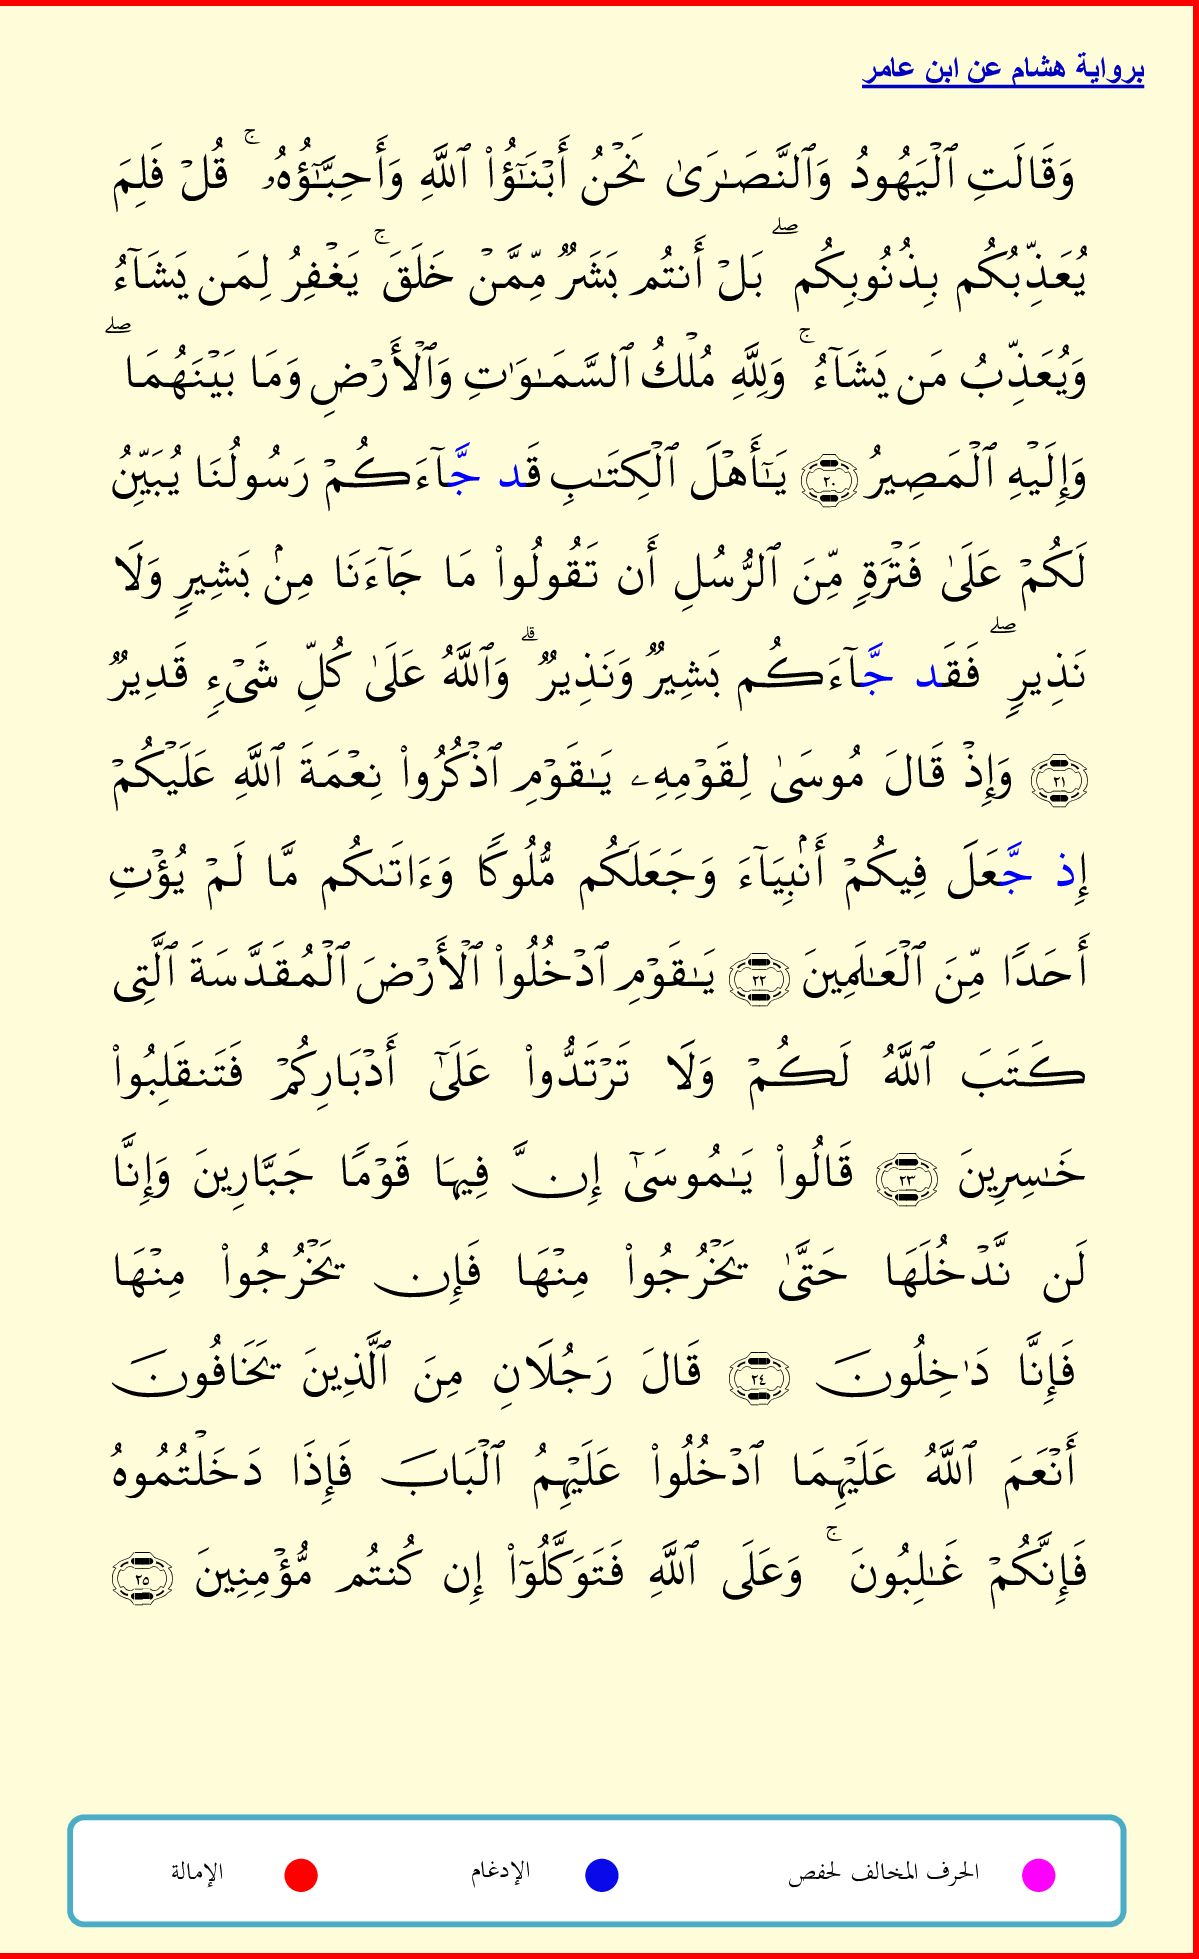 برواية هشام عن ابن عامر
وَقَالَتِ ٱلۡيَهُودُ وَٱلنَّصَـٰرَىٰ نَحۡنُ أَبۡنَـٰٓؤُاْ ٱللَّهِ وَأَحِبَّـٰٓؤُهُۥ ۚ قُلۡ فَلِمَ
يُعَذِّبُكُم بِذُنُوبِكُم ۖ بَلۡ أَنتُم بَشَرٌ مِّمَّنۡ خَلَقَ ۚ يَغۡفِرُ لِمَن يَشَآءُ
وَيُعَذِّبُ مَن يَشَآءُ ۚ وَلِلَّهِ مُلۡكُ ٱلسَّمَـٰوَٰتِ وَٱلۡأَرۡضِ وَمَا بَيۡنَهُمَا ۖ
وَإِلَيۡهِ ٱلۡمَصِيرُ ٢٠ يَـٰٓأَهۡلَ ٱلۡكِتَـٰبِ قَد جَّآءَكُمۡ رَسُولُنَا يُبَيِّنُ
لَكُمۡ عَلَىٰ فَتۡرَةٍ مِّنَ ٱلرُّسُلِ أَن تَقُولُواْ مَا جَآءَنَا مِنۢ بَشِيرٍ وَلَا
نَذِيرٍ ۖ فَقَد جَّآءَكُم بَشِيرٌ وَنَذِيرٌ ۗ وَٱللَّهُ عَلَىٰ كُلِّ شَىۡءٍ قَدِيرٌ
٢١ وَإِذۡ قَالَ مُوسَىٰ لِقَوۡمِهِۦ يَـٰقَوۡمِ ٱذۡكُرُواْ نِعۡمَةَ ٱللَّهِ عَلَيۡكُمۡ
إِذ جَّعَلَ فِيكُمۡ أَنۢبِيَآءَ وَجَعَلَكُم مُّلُوكًا وَءَاتَىٰكُم مَّا لَمۡ يُؤۡتِ
أَحَدًا مِّنَ ٱلۡعَـٰلَمِينَ ٢٢ يَـٰقَوۡمِ ٱدۡخُلُواْ ٱلۡأَرۡضَ ٱلۡمُقَدَّسَةَ ٱلَّتِى
كَتَبَ ٱللَّهُ لَكُمۡ وَلَا تَرۡتَدُّواْ عَلَىٰٓ أَدۡبَارِكُمۡ فَتَنقَلِبُواْ
خَـٰسِرِينَ ٢٣ قَالُواْ يَـٰمُوسَىٰٓ إِنَّ فِيهَا قَوۡمًا جَبَّارِينَ وَإِنَّا
لَن نَّدۡخُلَهَا حَتَّىٰ يَخۡرُجُواْ مِنۡهَا فَإِن يَخۡرُجُواْ مِنۡهَا
فَإِنَّا دَٰخِلُونَ ٢٤ قَالَ رَجُلَانِ مِنَ ٱلَّذِينَ يَخَافُونَ
أَنۡعَمَ ٱللَّهُ عَلَيۡهِمَا ٱدۡخُلُواْ عَلَيۡهِمُ ٱلۡبَابَ فَإِذَا دَخَلۡتُمُوهُ
فَإِنَّكُمۡ غَـٰلِبُونَ ۚ وَعَلَى ٱللَّهِ فَتَوَكَّلُوٓاْ إِن كُنتُم مُّؤۡمِنِينَ ٢٥
الحرف المخالف لحفص الإدغام الإمالة